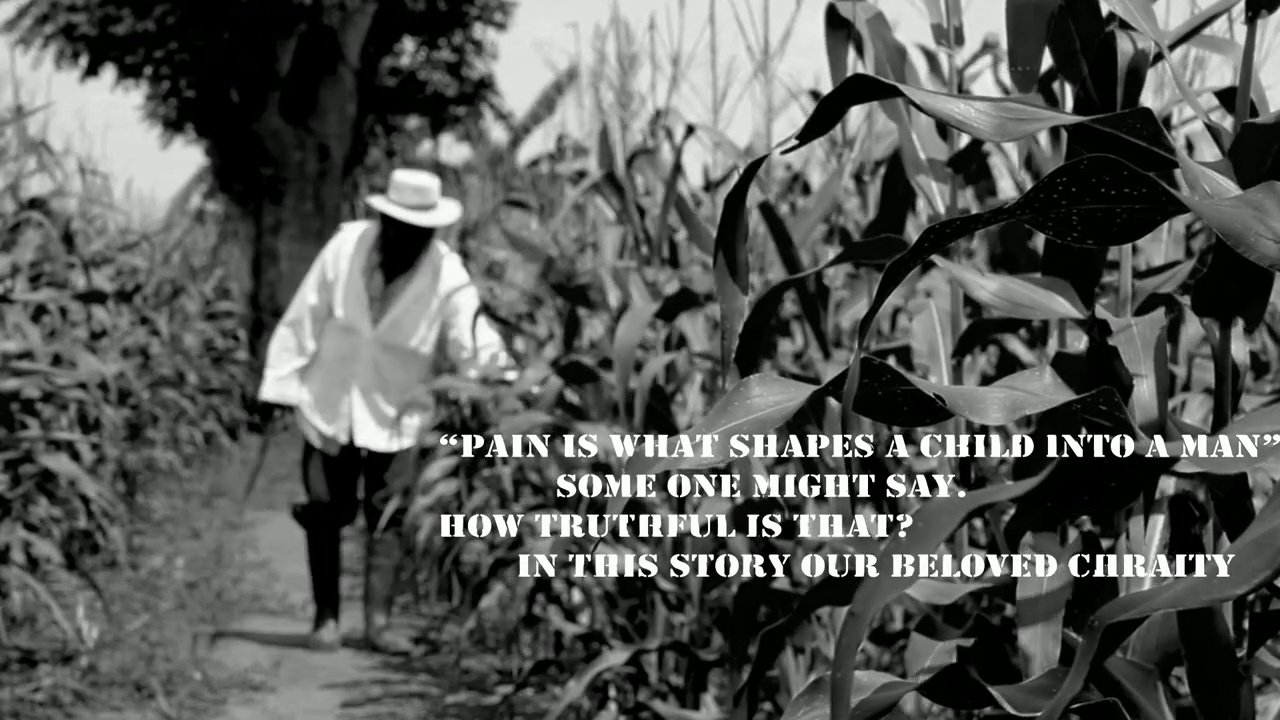 “PAIN IS WHAT SHAPES A CHILD INTO A MAN”
SOME ONE MIGHT SAY.
HOW TRUTHFUL IS THAT?
IN THIS STORY OUR BELOVED CHRAITY